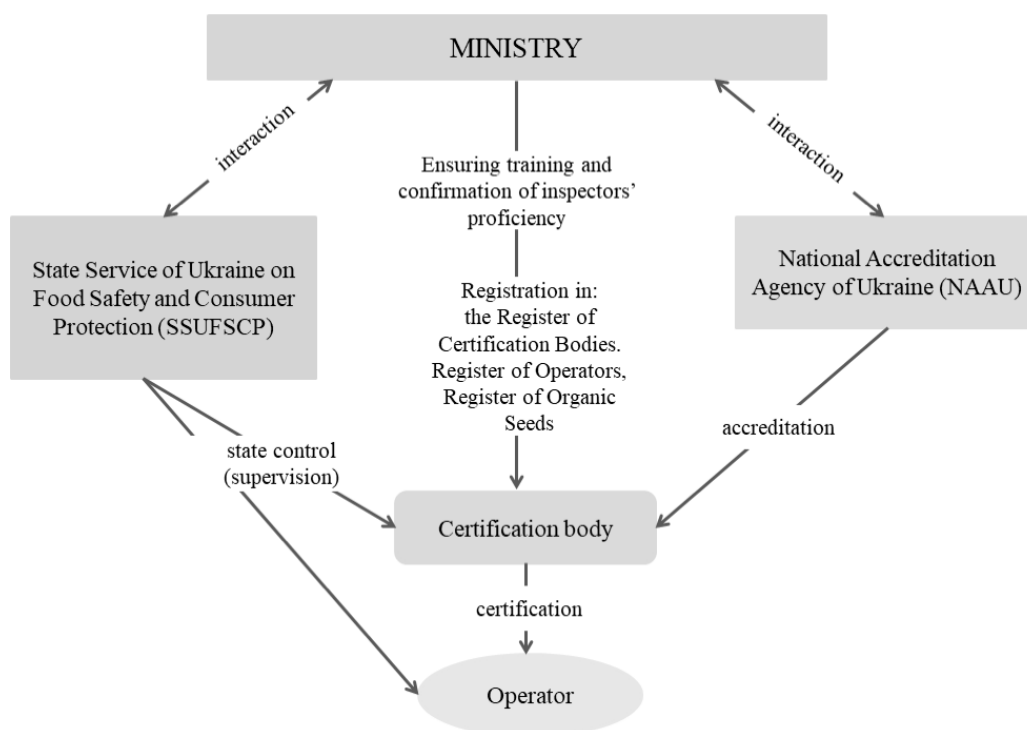 MINISTRY
interaction
interaction
Ensuring training and
confirmation of inspectors’
proficiency
State Service of Ukraine on
Food Safety and Consumer
Protection (SSUFSCP)
National Accreditation
Agency of Ukraine (NAAU)
Registration in:
the Register of
Certification Bodies.
Register of Operators,
Register of Organic
Seeds
state control
(supervision)
accreditation
Certification body
certification
Operator